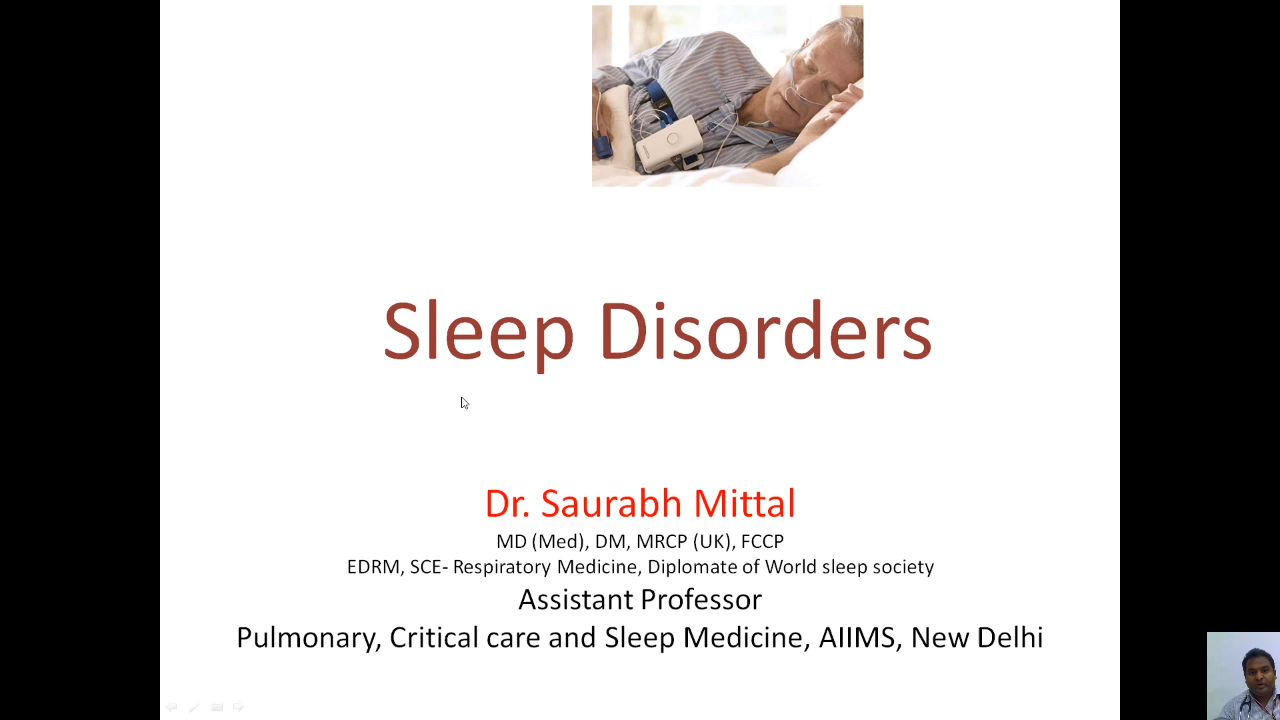 Sleep Disorders
Dr. Saurabh Mittal
MD (Med), DM, MRCP (UK), FCCP
EDRM, SCE- Respiratory Medicine, Diplomate of World sleep society
Assistant Professor
Pulmonary, Critical care and Sleep Medicine, AIIMS, New Delhi